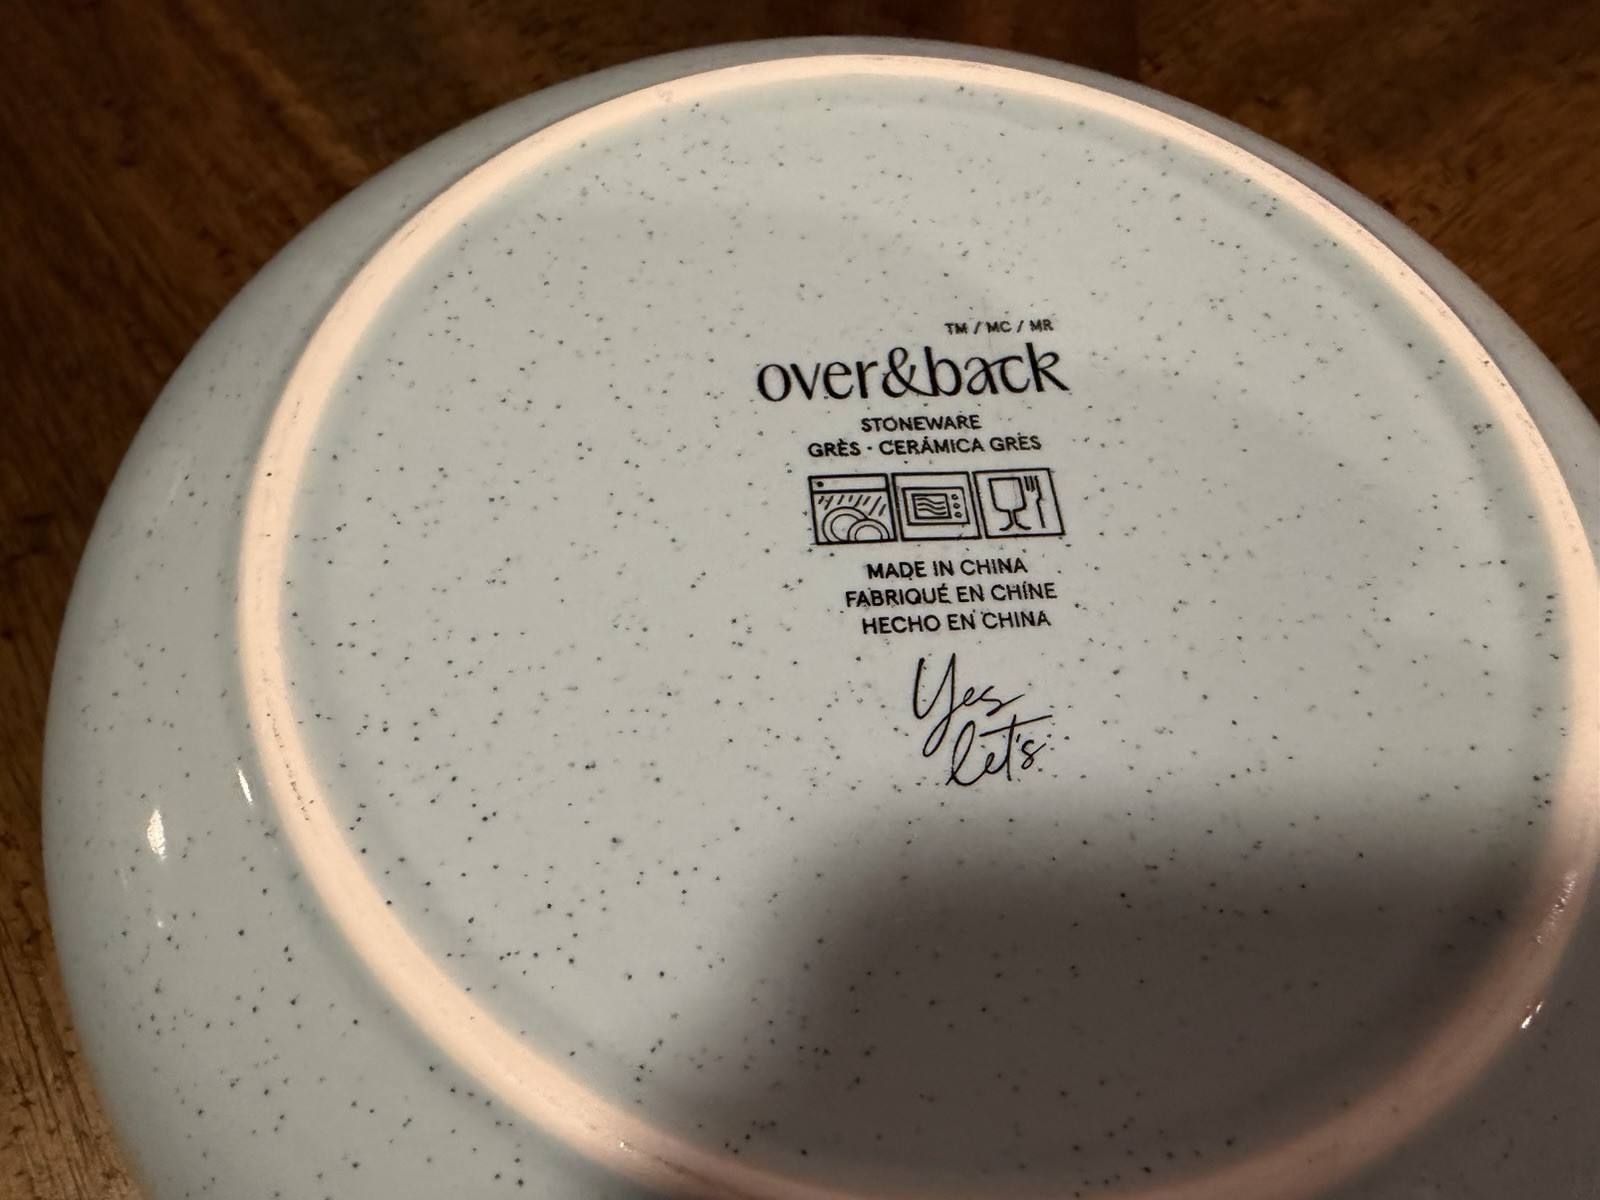 TM / MC / MR
over&back
STONEWARE
GRÈS · CERÁMICA GRES
MADE IN CHINA
FABRIQUÉ EN CHINE
HECHO EN CHINA
Yes
let's